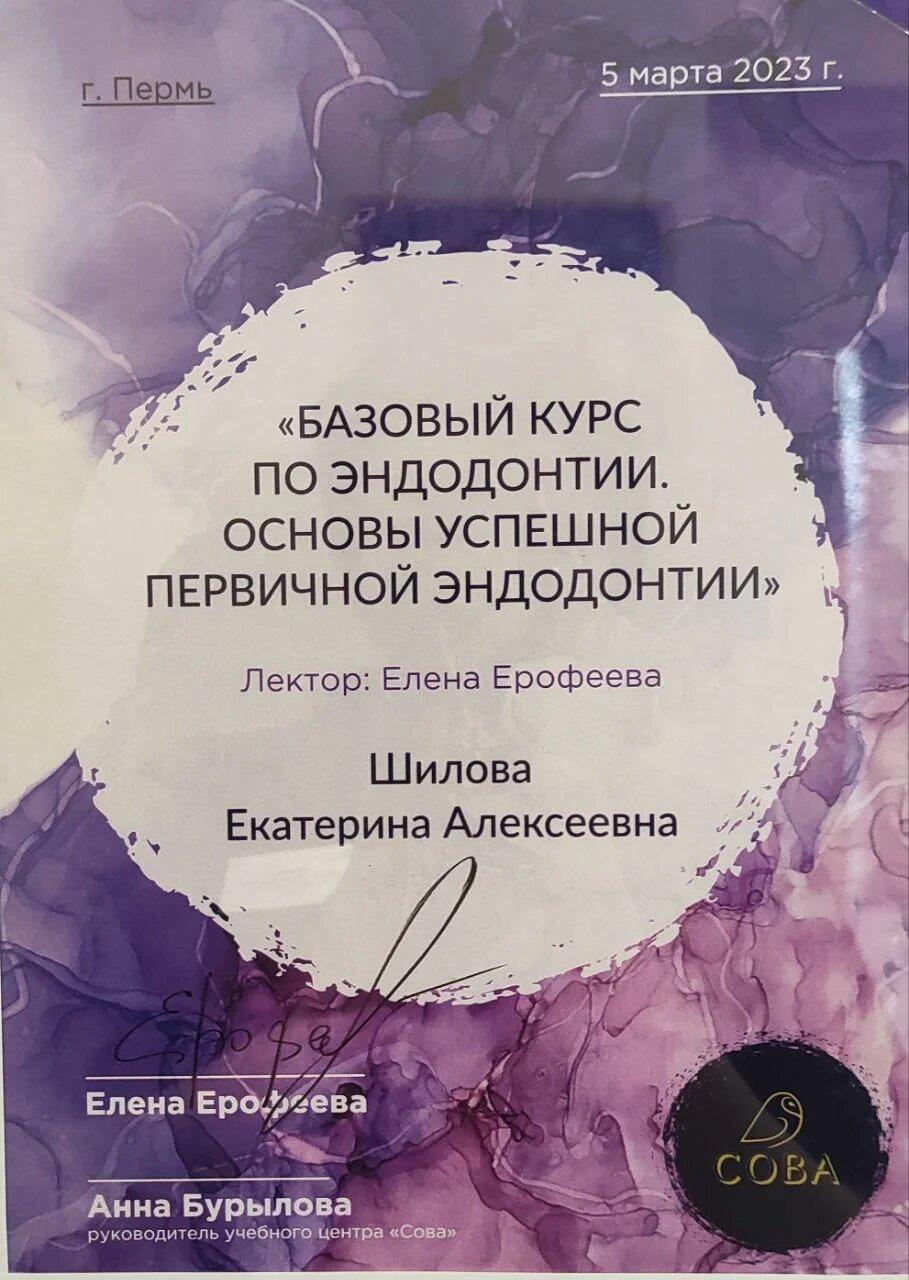 г. Пермь
5 марта 2023 г.
«БАЗОВЫЙ КУРС
ПО ЭНДОДОНТИИ.
ОСНОВЫ УСПЕШНОЙ
ПЕРВИЧНОЙ ЭНДОДОНТИИ»
Лектор: Елена Ерофеева
Шилова
Екатерина Алексеевна
Елена Ерофеева
Анна Бурылова
руководитель учебного центра «Сова»
СОВА